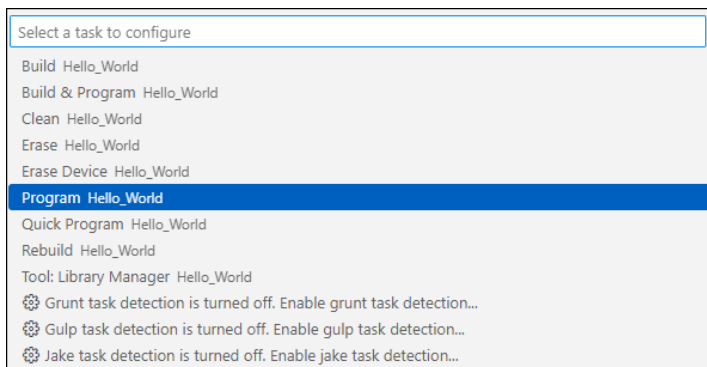 Select a task to configure
Build Hello_World
Build & Program Hello_World
Clean Hello_World
Erase Hello_World
Erase Device Hello_World
Program Hello_World
Quick Program Hello_World
Rebuild Hello_World
Tool: Library Manager Hello_World
Grunt task detection is turned off. Enable grunt task detection...
Gulp task detection is turned off. Enable gulp task detection...
Jake task detection is turned off. Enable jake task detection...